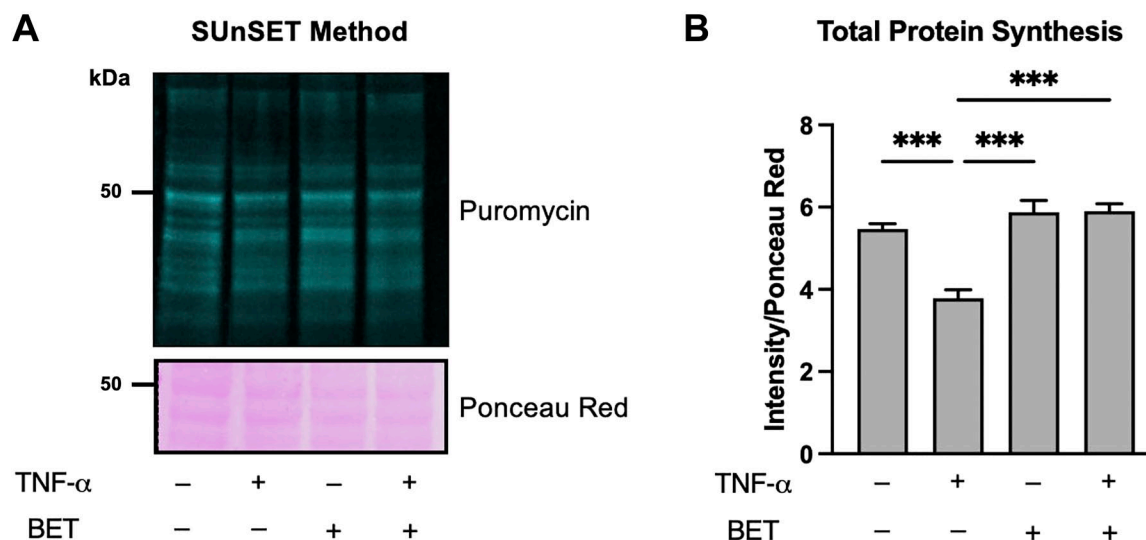 A
SUnSET Method
kDa
50
Puromycin
50
Ponceau Red
TNF-α – + – +
BET – – + +
B
Total Protein Synthesis
***
*** ***
Intensity/Ponceau Red
8
6
4
2
0
TNF-α – + – +
BET – – + +